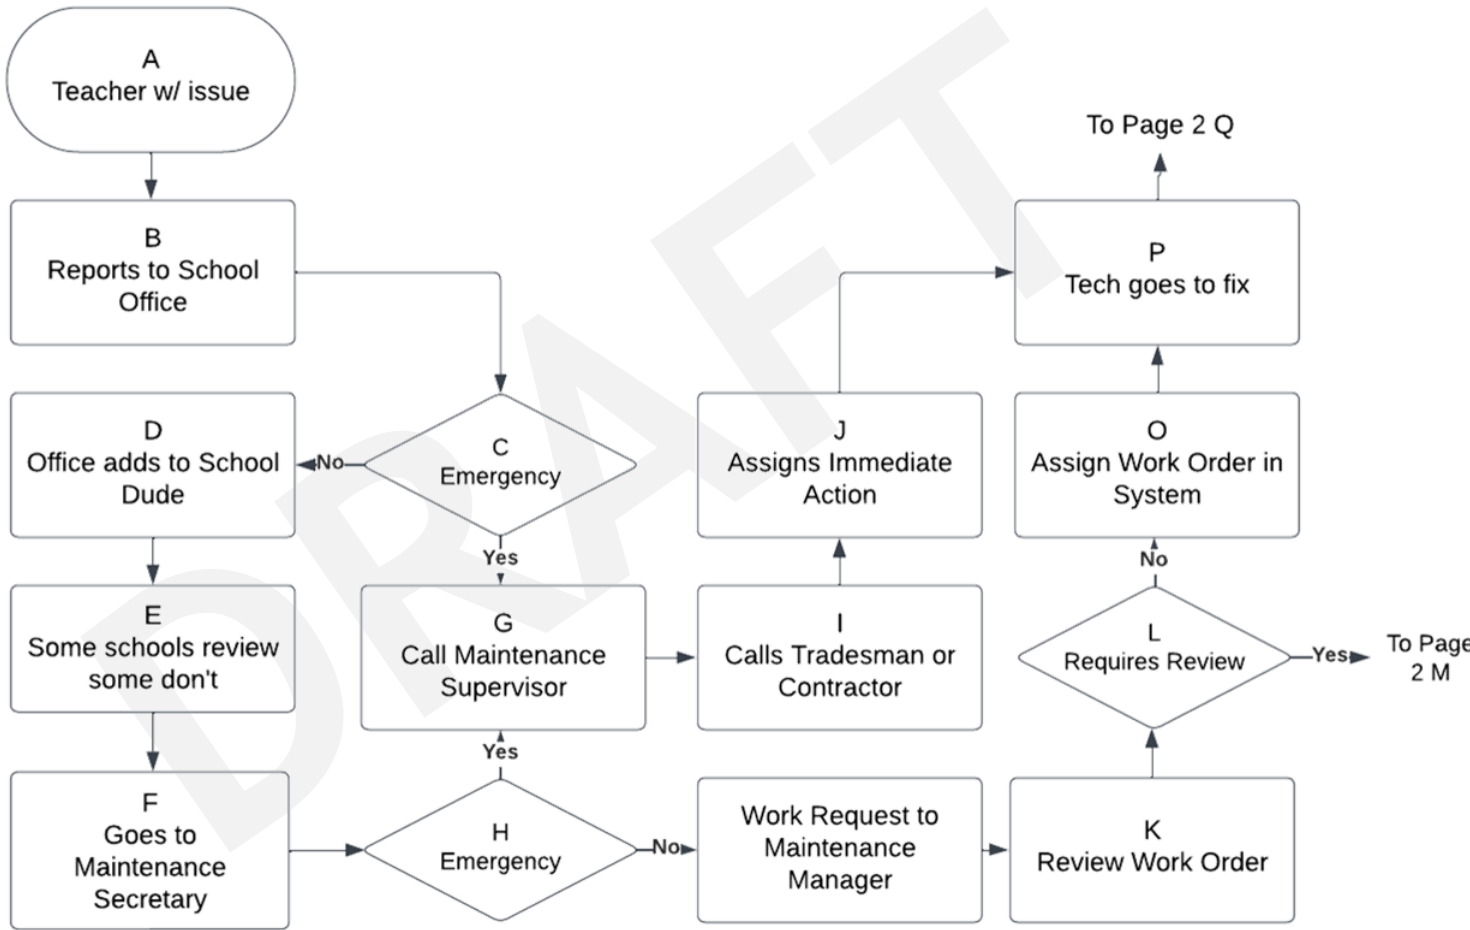 A
Teacher w/ issue
B
Reports to School
Office
C
Emergency
No
Yes
D
Office adds to School
Dude
E
Some schools review
some don't
F
Goes to
Maintenance
Secretary
G
Call Maintenance
Supervisor
Yes
H
Emergency
No
Work Request to
Maintenance
Manager
I
Calls Tradesman or
Contractor
J
Assigns Immediate
Action
K
Review Work Order
L
Requires Review
No
Yes
To Page
2 M
O
Assign Work Order in
System
P
Tech goes to fix
To Page 2 Q
DRAFT